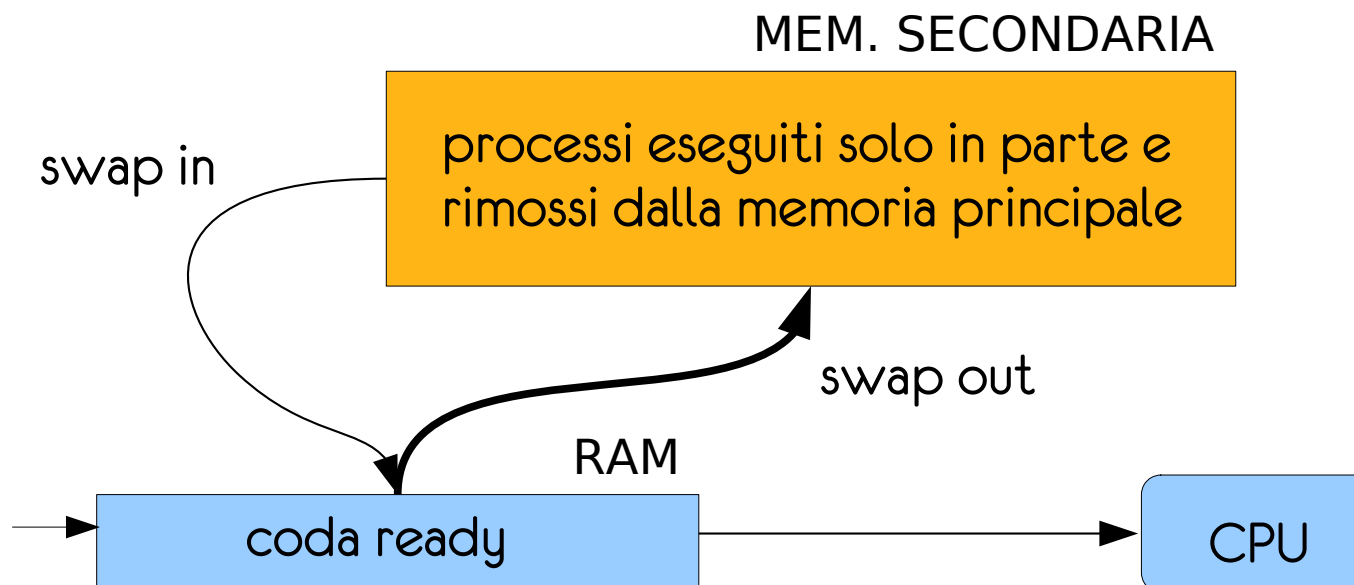 MEM. SECONDARIA
processi eseguiti solo in parte e
rimossi dalla memoria principale
swap in
swap out
RAM
coda ready
CPU